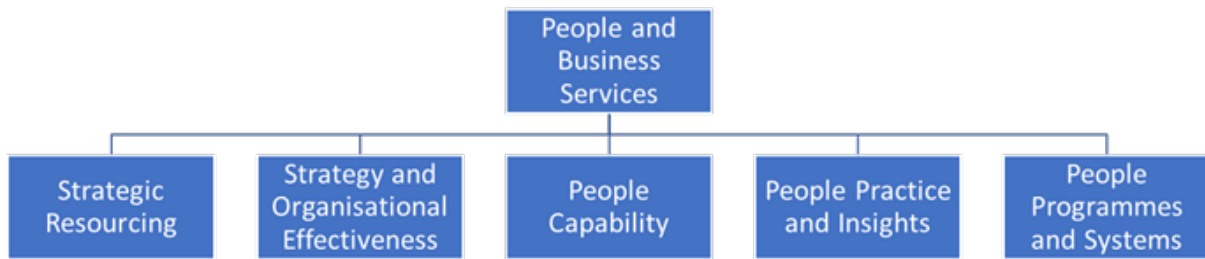 People and
Business
Services
Strategic
Resourcing
Strategy and
Organisational
Effectiveness
People
Capability
People Practice
and Insights
People
Programmes
and Systems